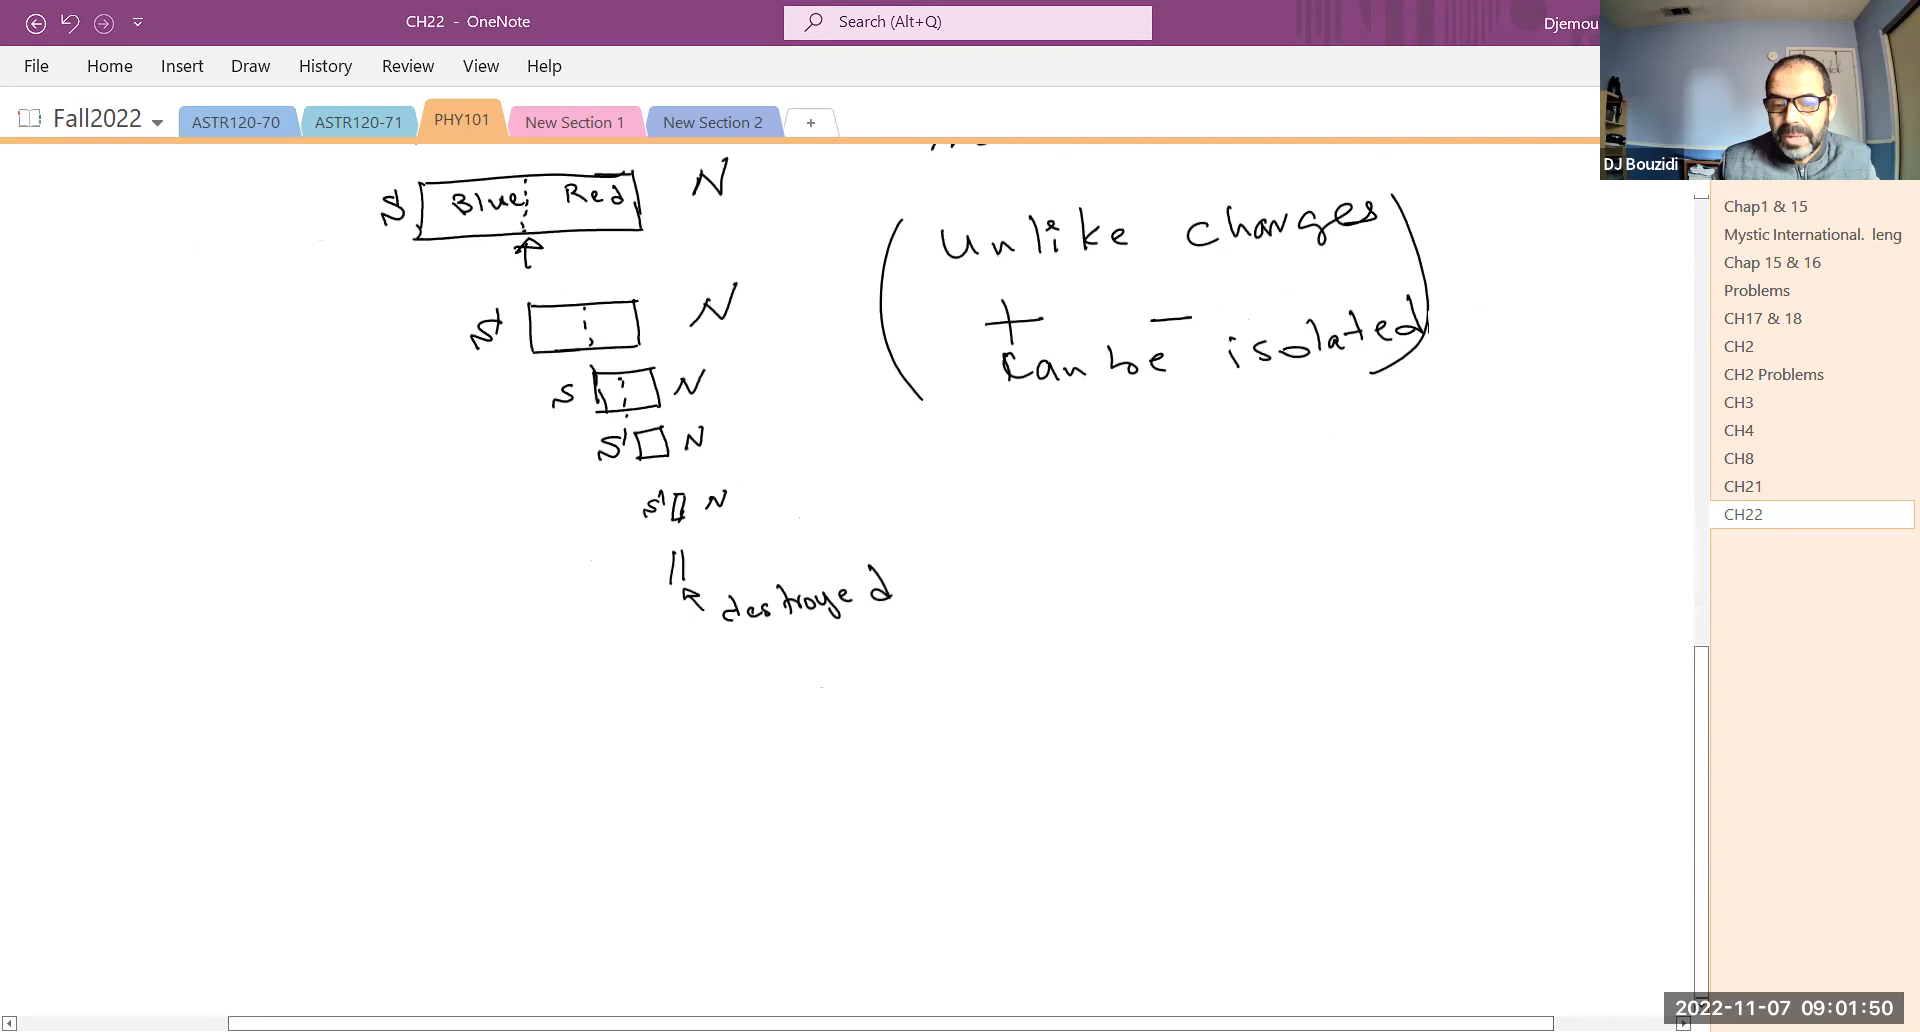 CH22 - OneNote
Search (Alt+Q)
Djemou
File Home Insert Draw History Review View Help
Fall2022 ASTR120-70 ASTR120-71 PHY101 New Section 1 New Section 2 +
DJ Bouzidi
S Blue Red N
S N
S N
S N
S N
destroyed
(unlike charges
+ -
can be isolated)
Chap1 & 15
Mystic International. leng
Chap 15 & 16
Problems
CH17 & 18
CH2
CH2 Problems
CH3
CH4
CH8
CH21
CH22
2022-11-07 09:01:50